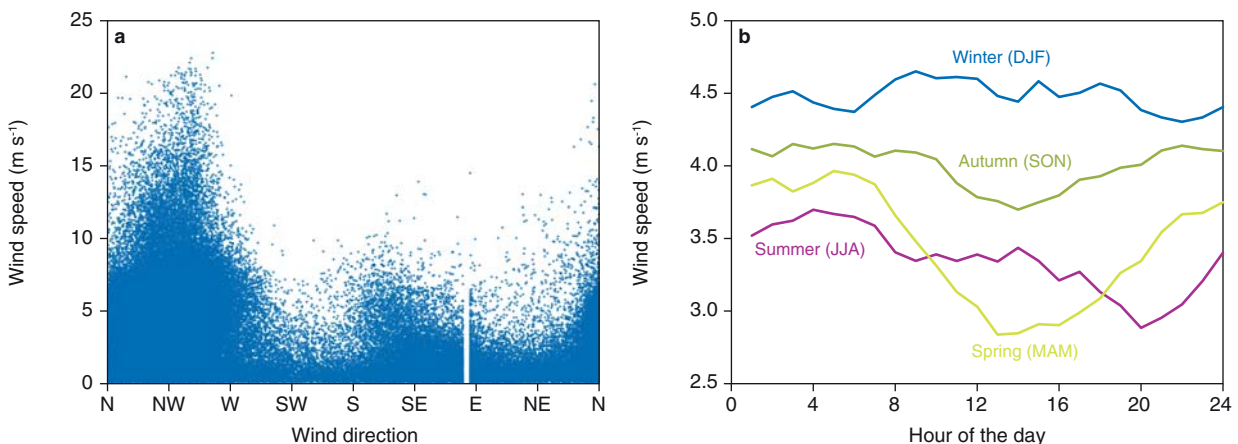 a
Wind speed (m s⁻¹)
25
20
15
10
5
0
N NW W SW S SE E NE N
Wind direction
b
Wind speed (m s⁻¹)
5.0
4.5
4.0
3.5
3.0
2.5
Winter (DJF)
Autumn (SON)
Summer (JJA)
Spring (MAM)
0 4 8 12 16 20 24
Hour of the day